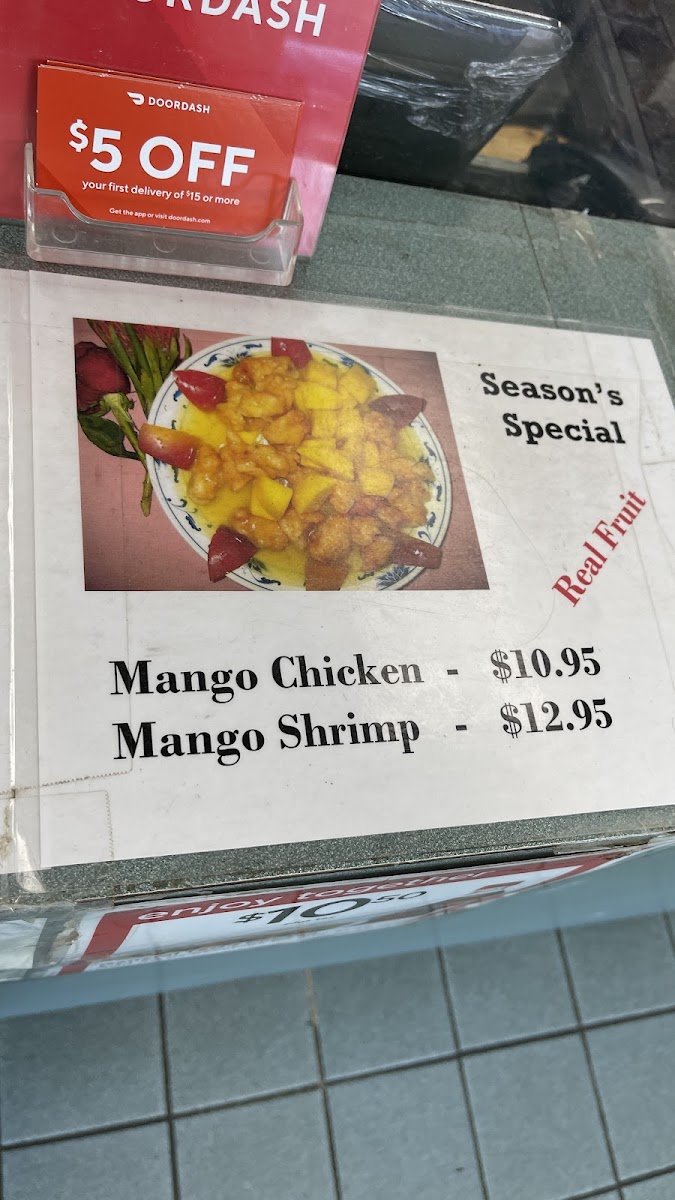 DOORDASH
DOORDASH
$5 OFF
your first delivery of $15 or more
Get the app or visit doordash.com
Season's
Special
Real Fruit
Mango Chicken - $10.95
Mango Shrimp - $12.95
enjoy together
$10.50